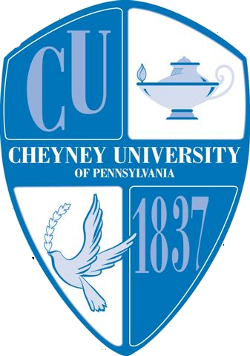 CU
CHEYNEY UNIVERSITY
OF PENNSYLVANIA
1837